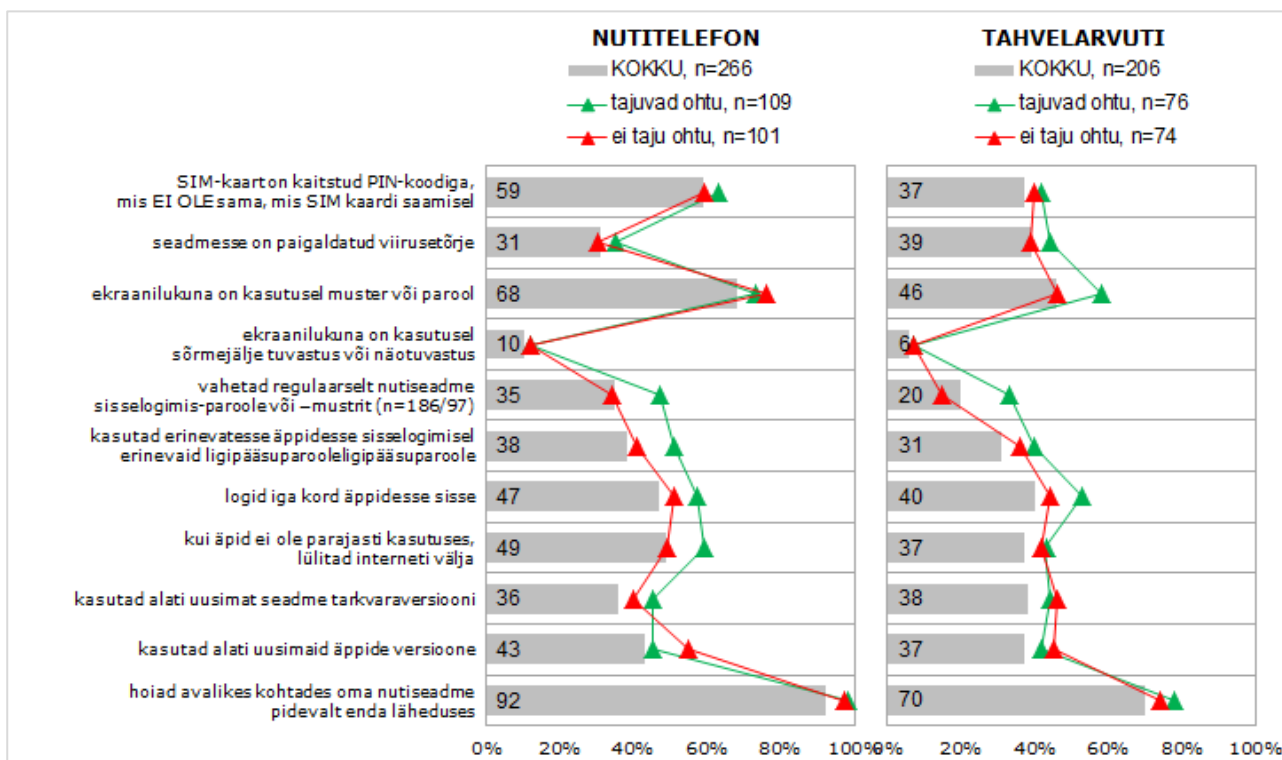 NUTITELEFON
KOKKU, n=266
tajuvad ohtu, n=109
ei taju ohtu, n=101
TAHVELARVUTI
KOKKU, n=206
tajuvad ohtu, n=76
ei taju ohtu, n=74
SIM-kaart on kaitstud PIN-koodiga,
mis EI OLE sama, mis SIM kaardi saamisel
59
37
seadmesse on paigaldatud viirusetõrje
31
39
ekraanilukuna on kasutusel muster või parool
68
46
ekraanilukuna on kasutusel
sõrmejälje tuvastus või näotuvastus
10
6
vahetad regulaarselt nutiseadme
sisselogimis-paroole või –mustrit (n=186/97)
35
20
kasutad erinevatesse äppidesse sisselogimisel
erinevaid ligipääsuparooleligipääsuparoole
38
31
logid iga kord äppidesse sisse
47
40
kui äpid ei ole parajasti kasutuses,
lülitad interneti välja
49
37
kasutad alati uusimat seadme tarkvaraversiooni
36
38
kasutad alati uusimaid äppide versioone
43
37
hoiad avalikes kohtades oma nutiseadme
pidevalt enda läheduses
92
70
0% 20% 40% 60% 80% 100%
0% 20% 40% 60% 80% 100%